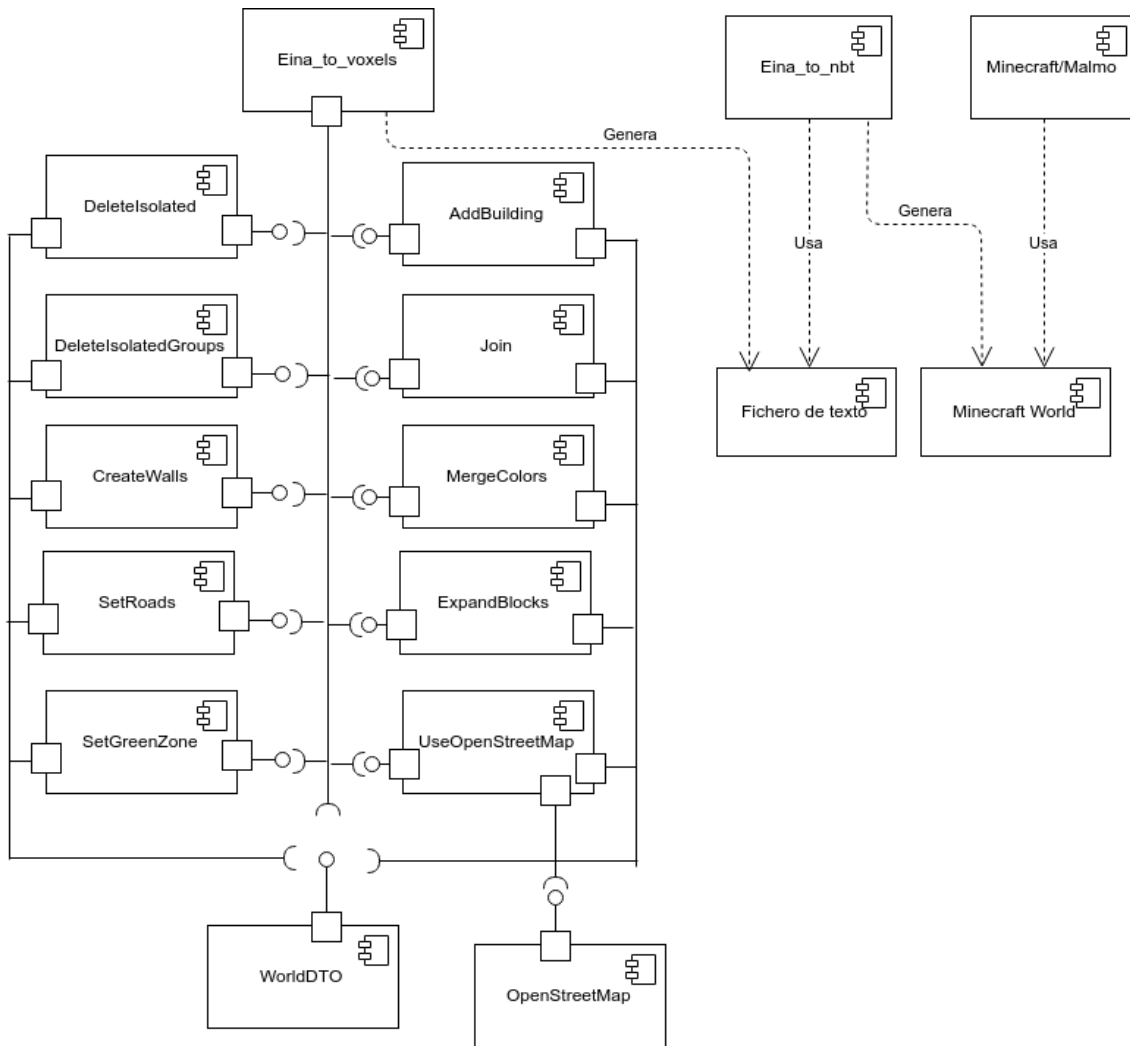 Eina_to_voxels
Eina_to_nbt
Minecraft/Malmo
Genera
DeleteIsolated
AddBuilding
Genera
Usa
Usa
DeleteIsolatedGroups
Join
Fichero de texto
Minecraft World
CreateWalls
MergeColors
SetRoads
ExpandBlocks
SetGreenZone
UseOpenStreetMap
WorldDTO
OpenStreetMap